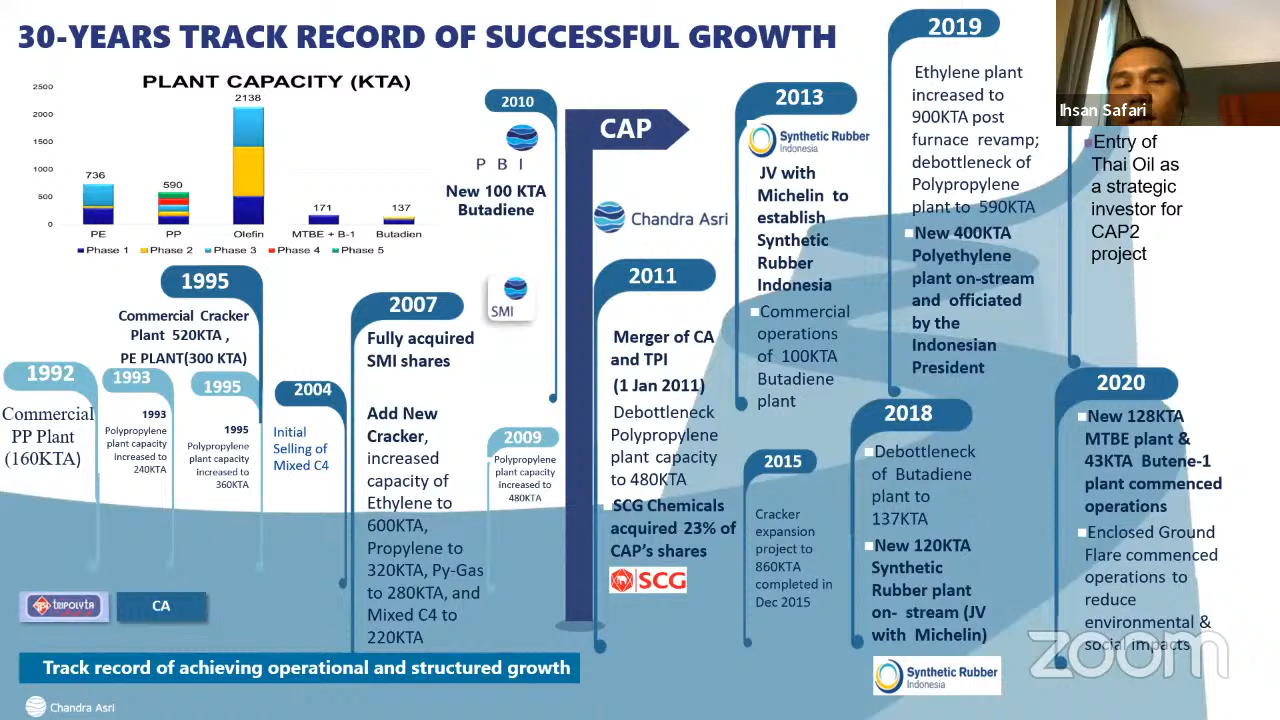 30-YEARS TRACK RECORD OF SUCCESSFUL GROWTH
PLANT CAPACITY (KTA)
2500
2000
1500
1000
500
0
736
590
2138
171
137
PE
PP
Olefin
MTBE + B-1
Butadien
Phase 1
Phase 2
Phase 3
Phase 4
Phase 5
1992
Commercial
PP Plant
(160KTA)
1993
1993
Polypropylene
plant capacity
increased to
240KTA
1995
Commercial Cracker
Plant 520KTA ,
PE PLANT(300 KTA)
1995
1995
Polypropylene
plant capacity
increased to
360KTA
2004
Initial
Selling of
Mixed C4
2007
Fully acquired
SMI shares
Add New
Cracker,
increased
capacity of
Ethylene to
600KTA,
Propylene to
320KTA, Py-Gas
to 280KTA, and
Mixed C4 to
220KTA
SMI
2009
Polypropylene
plant capacity
increased to
480KTA
2010
PBI
New 100 KTA
Butadiene
CAP
Chandra Asri
2011
Merger of CA
and TPI
(1 Jan 2011)
Debottleneck
Polypropylene
plant capacity
to 480KTA
SCG Chemicals
acquired 23% of
CAP's shares
SCG
2013
Synthetic Rubber
Indonesia
JV with
Michelin to
establish
Synthetic
Rubber
Indonesia
Commercial
operations
of 100KTA
Butadiene
plant
2015
Cracker
expansion
project to
860KTA
completed in
Dec 2015
2018
Debottleneck
of Butadiene
plant to
137KTA
New 120KTA
Synthetic
Rubber plant
on- stream (JV
with Michelin)
Synthetic Rubber
Indonesia
2019
Ethylene plant
increased to
900KTA post
furnace revamp;
debottleneck of
Polypropylene
plant to 590KTA
New 400KTA
Polyethylene
plant on-stream
and officiated
by the
Indonesian
President
Ihsan Safari
Entry of
Thai Oil as
a strategic
investor for
CAP2
project
2020
New 128KTA
MTBE plant &
43KTA Butene-1
plant commenced
operations
Enclosed Ground
Flare commenced
operations to
reduce
environmental &
social impacts
zoom
TRIPOLYTA
CA
Track record of achieving operational and structured growth
Chandra Asri